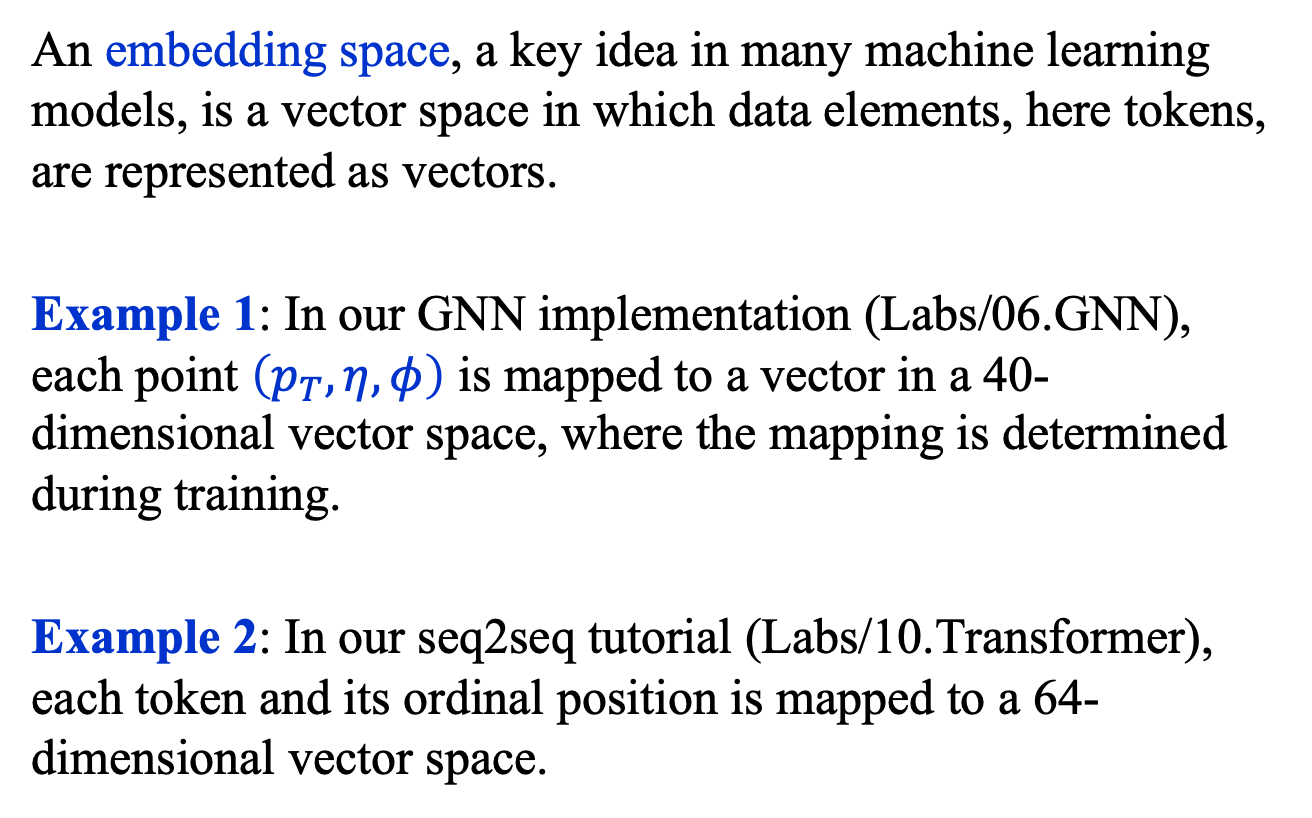 An embedding space, a key idea in many machine learning
models, is a vector space in which data elements, here tokens,
are represented as vectors.
Example 1: In our GNN implementation (Labs/06.GNN),
each point (𝑝𝑇, 𝜂, 𝜙) is mapped to a vector in a 40-
dimensional vector space, where the mapping is determined
during training.
Example 2: In our seq2seq tutorial (Labs/10.Transformer),
each token and its ordinal position is mapped to a 64-
dimensional vector space.